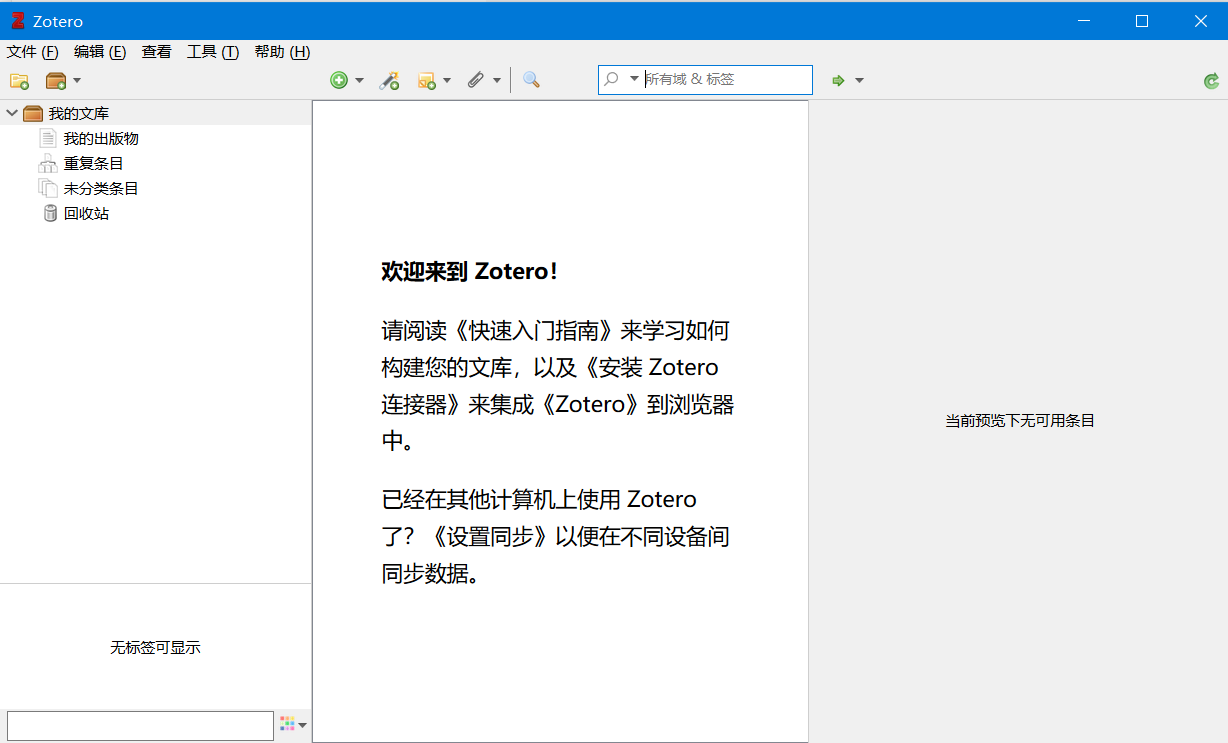 Zotero
文件 (F) 编辑 (E) 查看 工具 (T) 帮助 (H)
所有域 & 标签
我的文库
我的出版物
重复条目
未分类条目
回收站
欢迎来到 Zotero！
请阅读《快速入门指南》来学习如何
构建您的文库，以及《安装 Zotero
连接器》来集成《Zotero》到浏览器
中。
已经在其他计算机上使用 Zotero
了？《设置同步》以便在不同设备间
同步数据。
当前预览下无可用条目
无标签可显示